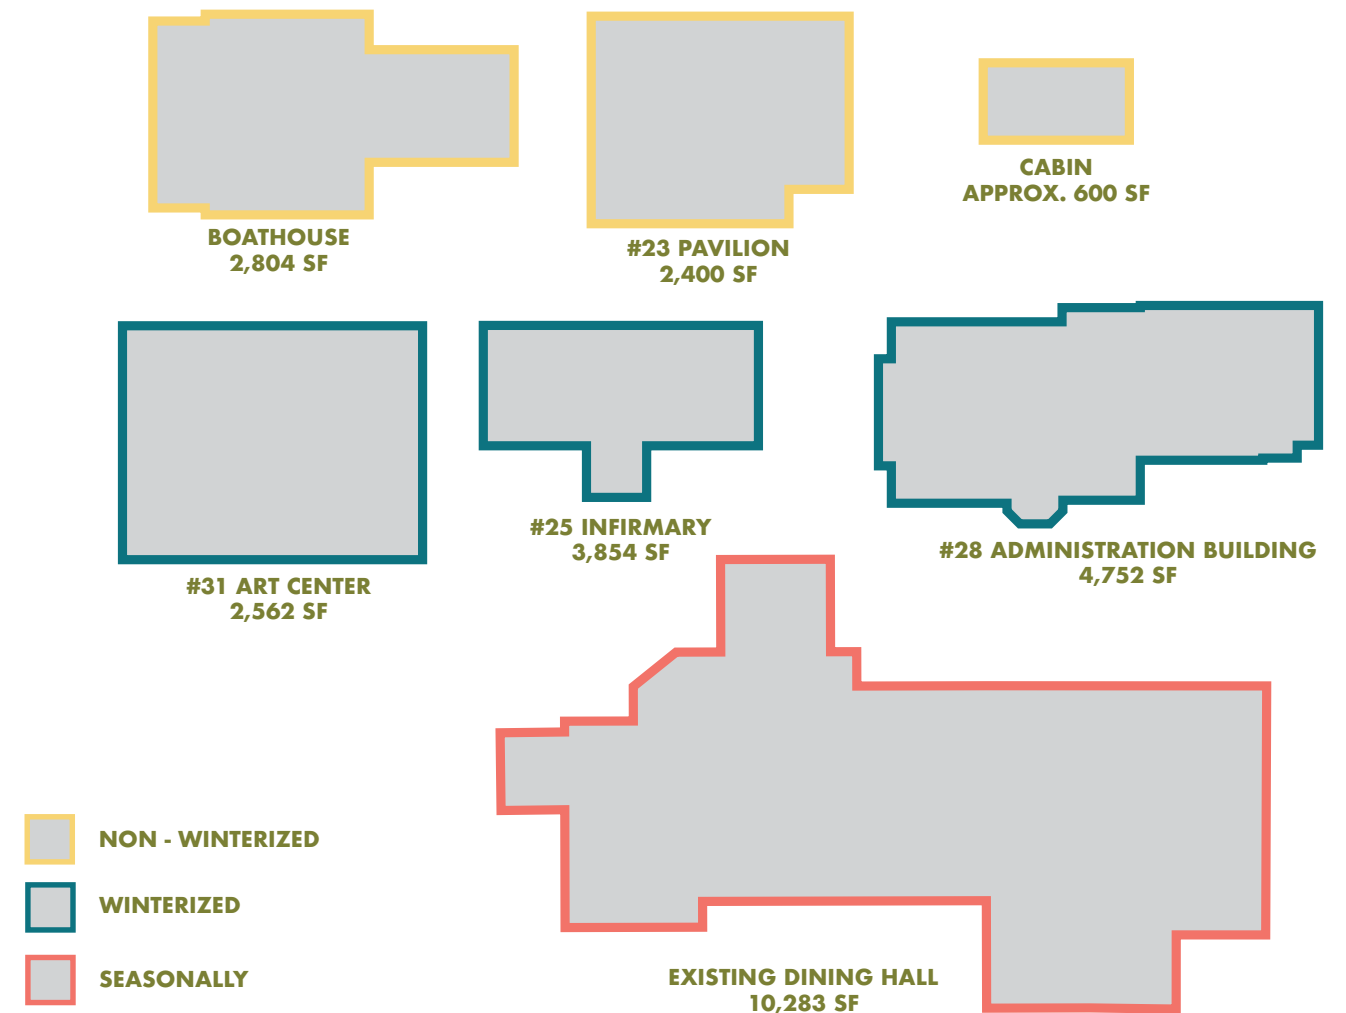 BOATHOUSE
2,804 SF
#23 PAVILION
2,400 SF
CABIN
APPROX. 600 SF
#31 ART CENTER
2,562 SF
#25 INFIRMARY
3,854 SF
#28 ADMINISTRATION BUILDING
4,752 SF
NON - WINTERIZED
WINTERIZED
SEASONALLY
EXISTING DINING HALL
10,283 SF